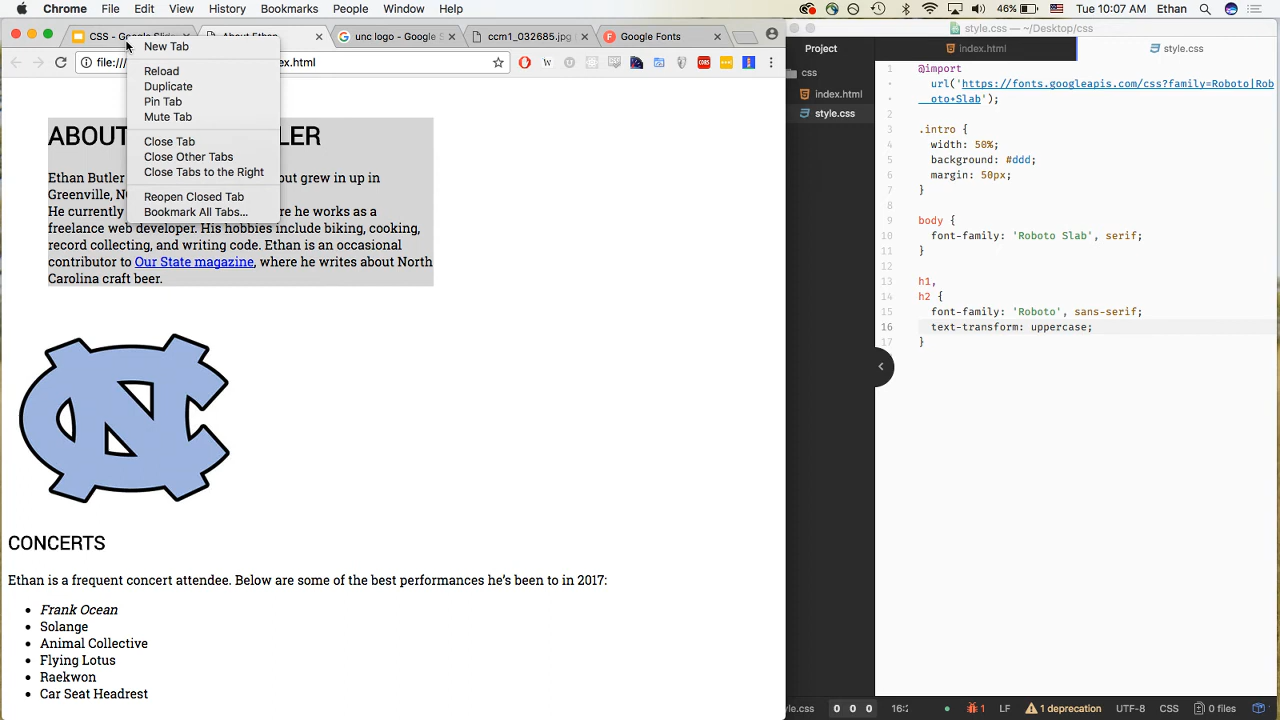 Chrome File Edit View History Bookmarks People Window Help
46% Tue 10:07 AM Ethan
Google Fonts
unc logo - Google S
Ccm1_032685.jpg
style.css — ~/Desktop/css
file:///
ex.html
New Tab
Reload
Duplicate
Pin Tab
Mute Tab
Close Tab
Close Other Tabs
Close Tabs to the Right
Reopen Closed Tab
Bookmark All Tabs...
ABOUT
Ethan Butler
but grew in up in
Greenville,
He currently
re he works as a
freelance web developer. His hobbies include biking, cooking,
record collecting, and writing code. Ethan is an occasional
contributor to Our State magazine, where he writes about North
Carolina craft beer.
NC
CONCERTS
Ethan is a frequent concert attendee. Below are some of the best performances he's been to in 2017:
Frank Ocean
Solange
Animal Collective
Flying Lotus
Raekwon
Car Seat Headrest
Project
css
index.html
style.css
index.html
style.css
1 @import
url('https://fonts.googleapis.com/css?family=Roboto|Rob
oto+Slab');
2
3 .intro {
4 width: 50%;
5 background: #ddd;
6 margin: 50px;
7 }
8
9 body {
10 font-family: 'Roboto Slab', serif;
11 }
12
13 h1,
14 h2 {
15 font-family: 'Roboto', sans-serif;
16 text-transform: uppercase;
17 }
yle.css 0 0 0 16:2 1 LF 1 deprecation UTF-8 CSS 0 files